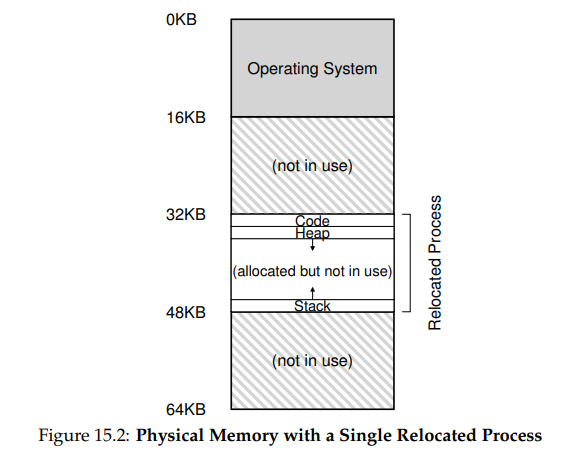 0KB
Operating System
16KB
(not in use)
32KB
Code
Heap
(allocated but not in use)
Stack
48KB
Relocated Process
(not in use)
64KB
Figure 15.2: Physical Memory with a Single Relocated Process